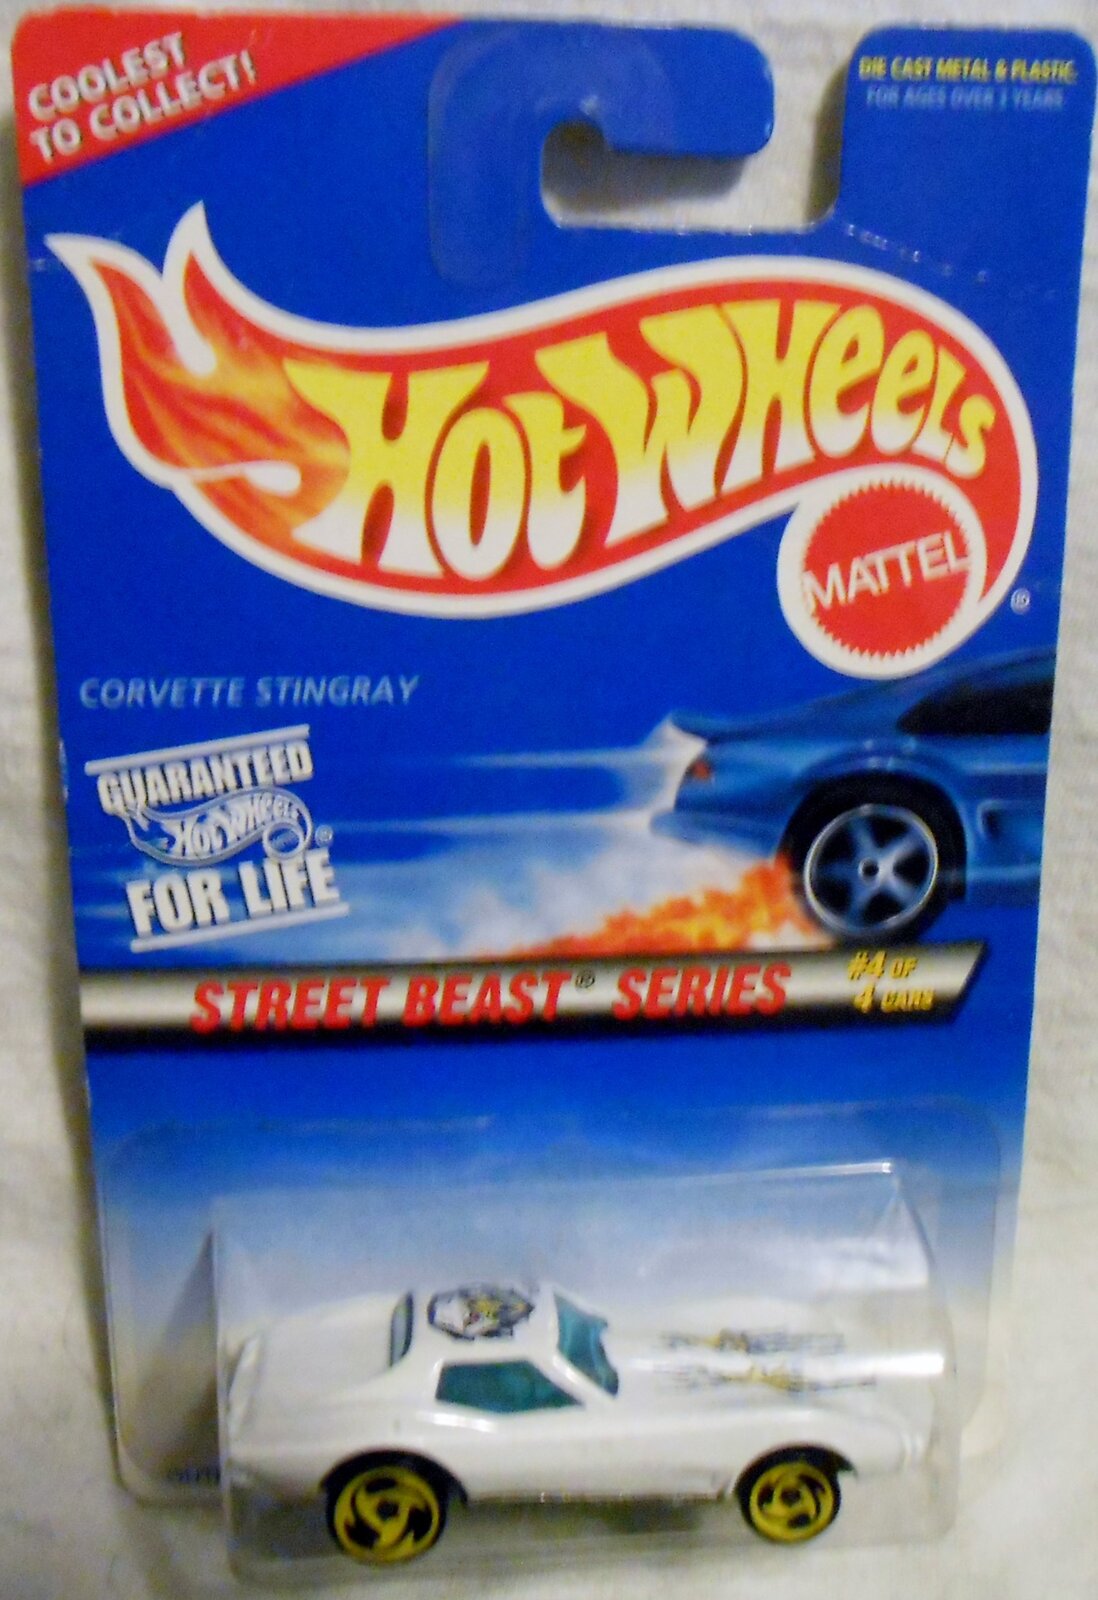 COOLEST
TO COLLECT!
DIE CAST METAL & PLASTIC.
FOR AGES OVER 3 YEARS
HOT WHEELS
MATTEL
®
CORVETTE STINGRAY
GUARANTEED
HOT WHEELS ®
FOR LIFE
STREET BEAST® SERIES
#4 OF
4 CARS